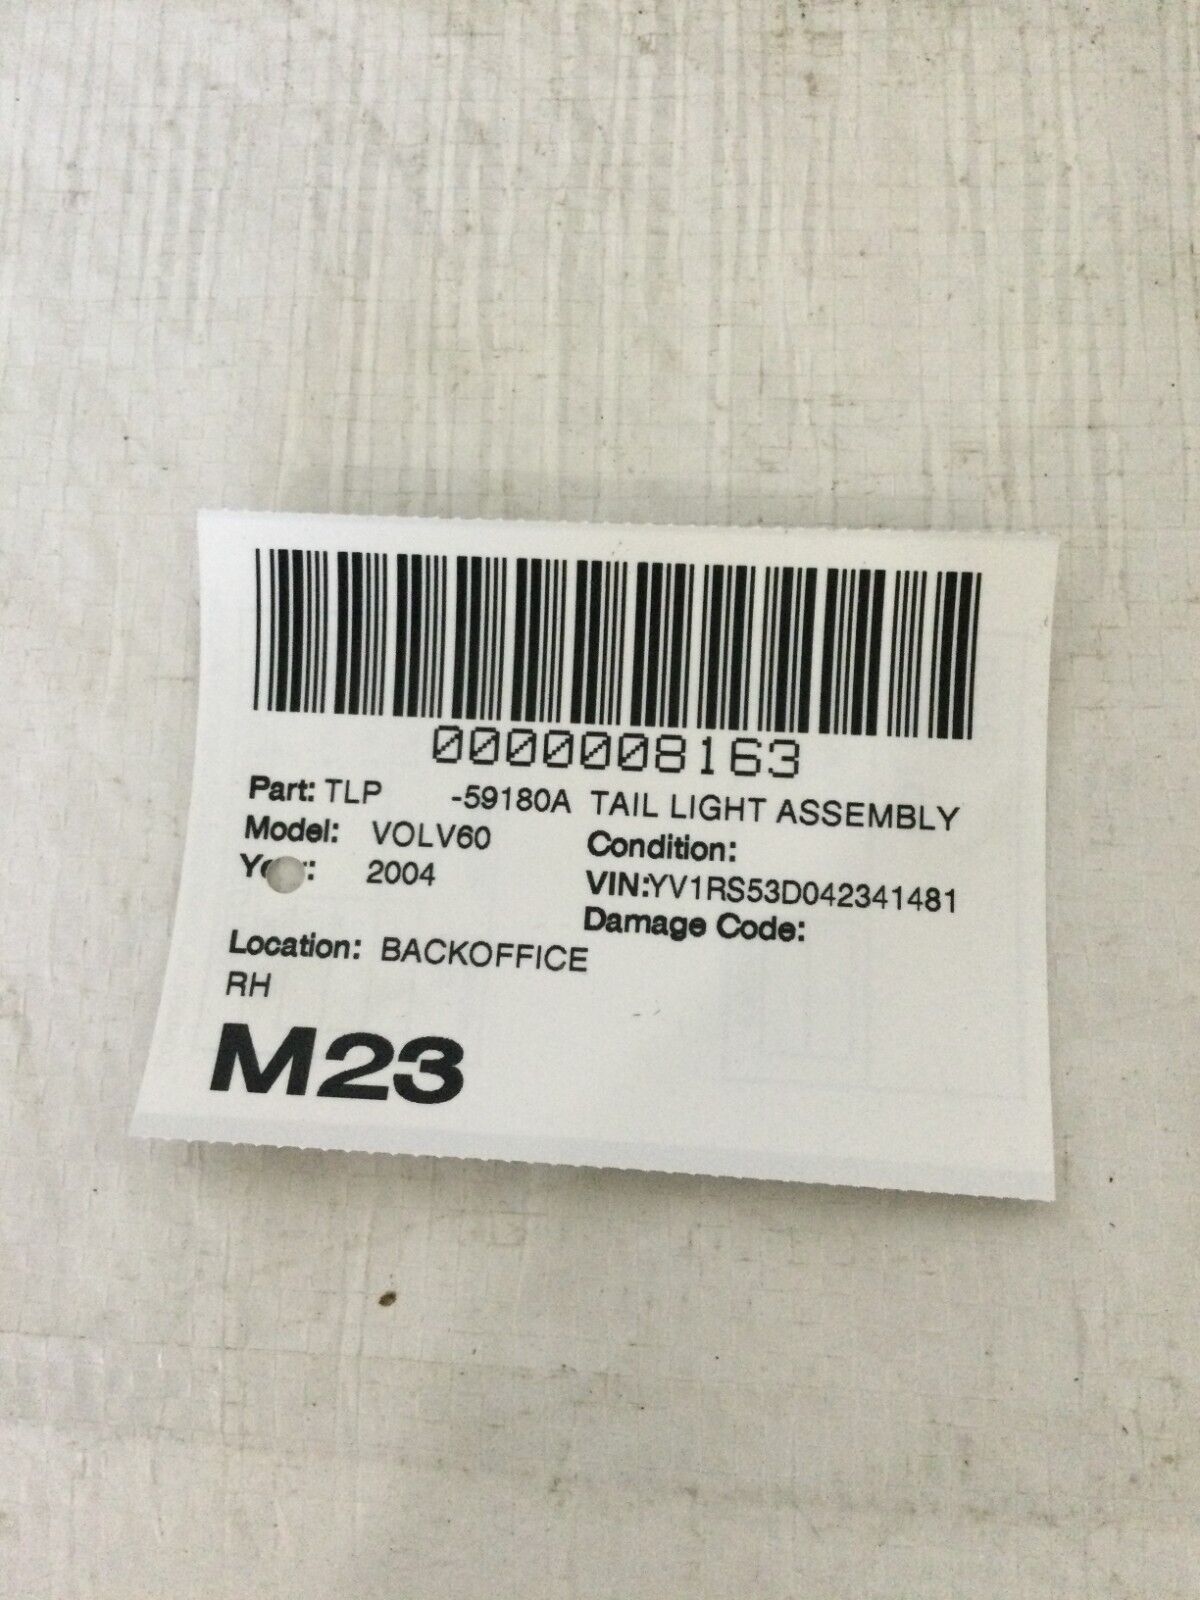 0000008163
Part: TLP -59180A TAIL LIGHT ASSEMBLY
Model: VOLV60 Condition:
2004 VIN:YV1RS53D042341481
Damage Code:
Location: BACKOFFICE
RH
M23